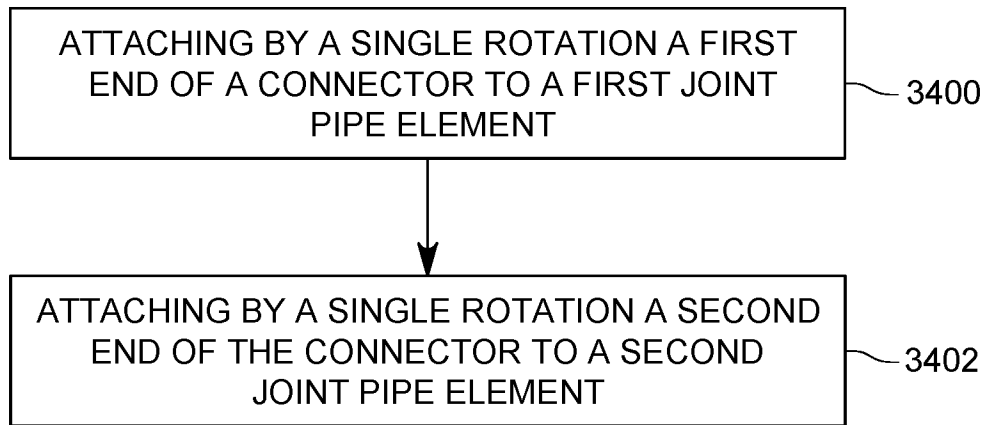 ATTACHING BY A SINGLE ROTATION A FIRST
END OF A CONNECTOR TO A FIRST JOINT
PIPE ELEMENT
3400
ATTACHING BY A SINGLE ROTATION A SECOND
END OF THE CONNECTOR TO A SECOND
JOINT PIPE ELEMENT
3402